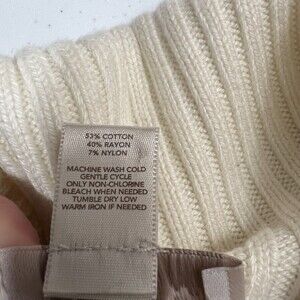 53% COTTON
40% RAYON
7% NYLON
MACHINE WASH COLD
GENTLE CYCLE
ONLY NON-CHLORINE
BLEACH WHEN NEEDED
TUMBLE DRY LOW
WARM IRON IF NEEDED